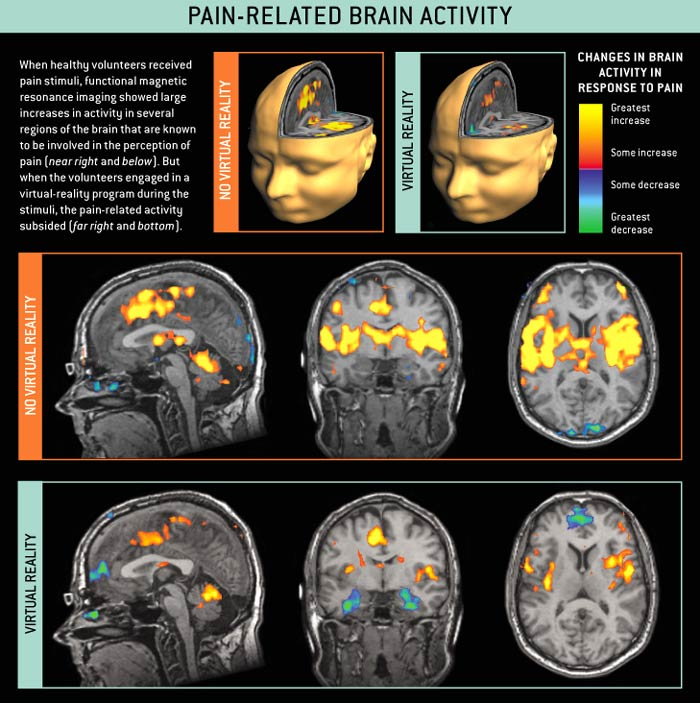 PAIN-RELATED BRAIN ACTIVITY
When healthy volunteers received
pain stimuli, functional magnetic
resonance imaging showed large
increases in activity in several
regions of the brain that are known
to be involved in the perception of
pain (near right and below). But
when the volunteers engaged in a
virtual-reality program during the
stimuli, the pain-related activity
subsided (far right and bottom).
NO VIRTUAL REALITY
VIRTUAL REALITY
CHANGES IN BRAIN
ACTIVITY IN
RESPONSE TO PAIN
Greatest
increase
Some increase
Some decrease
Greatest
decrease
NO VIRTUAL REALITY
VIRTUAL REALITY